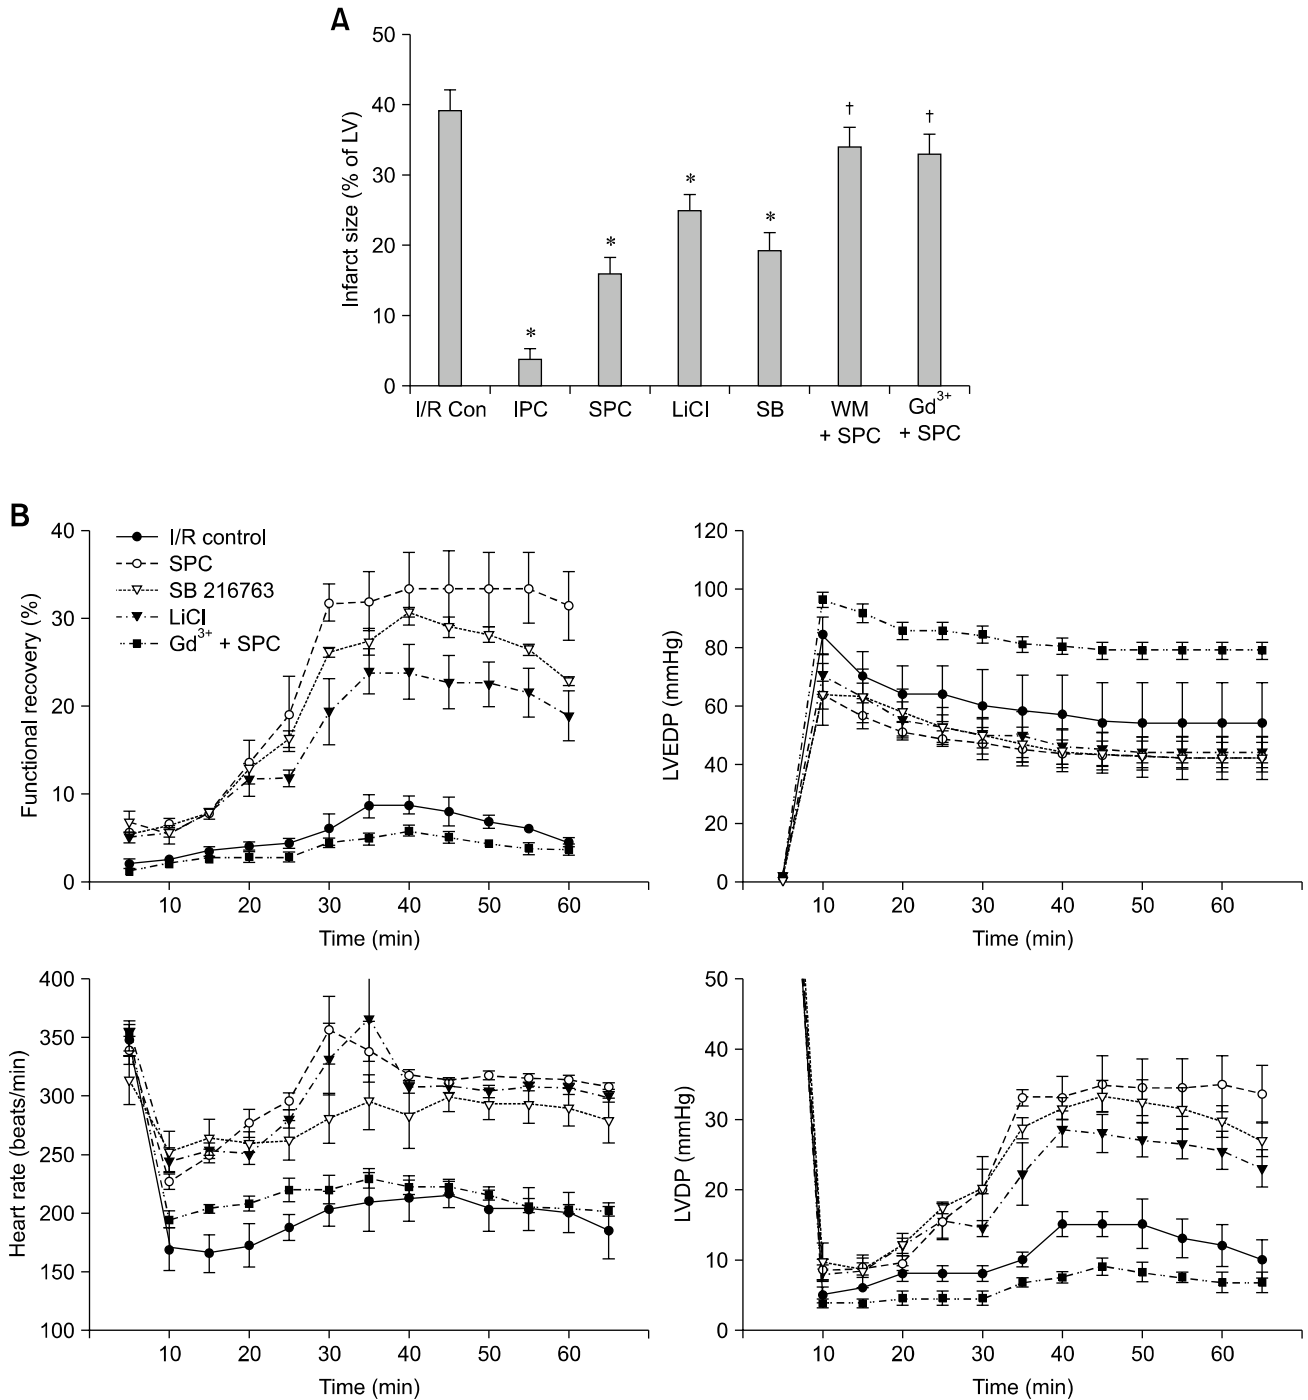 A
50
40
30
20
10
0
Infarct size (% of LV)
*
*
*
*
†
†
I/R Con IPC SPC LiCl SB WM + SPC Gd³⁺ + SPC
B
40
30
20
10
0
Functional recovery (%)
I/R control
SPC
SB 216763
LiCl
Gd³⁺ + SPC
10 20 30 40 50 60
Time (min)
120
100
80
60
40
20
0
LVEDP (mmHg)
10 20 30 40 50 60
Time (min)
400
350
300
250
200
150
100
Heart rate (beats/min)
10 20 30 40 50 60
Time (min)
50
40
30
20
10
0
LVDP (mmHg)
10 20 30 40 50 60
Time (min)